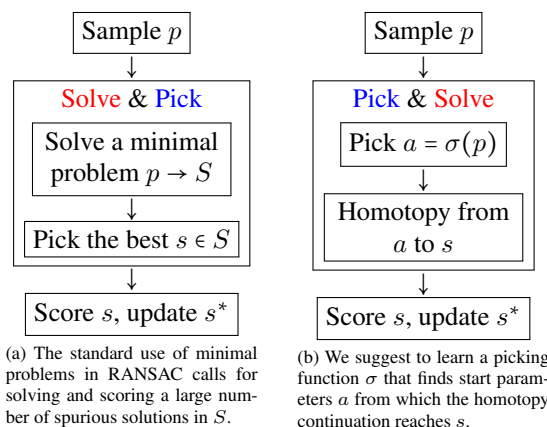 Sample p
Solve & Pick
Solve a minimal
problem p → S
Pick the best s ∈ S
Score s, update s*
(a) The standard use of minimal
problems in RANSAC calls for
solving and scoring a large num-
ber of spurious solutions in S.
Sample p
Pick & Solve
Pick a = σ(p)
Homotopy from
a to s
Score s, update s*
(b) We suggest to learn a picking
function σ that finds start param-
eters a from which the homotopy
continuation reaches s.